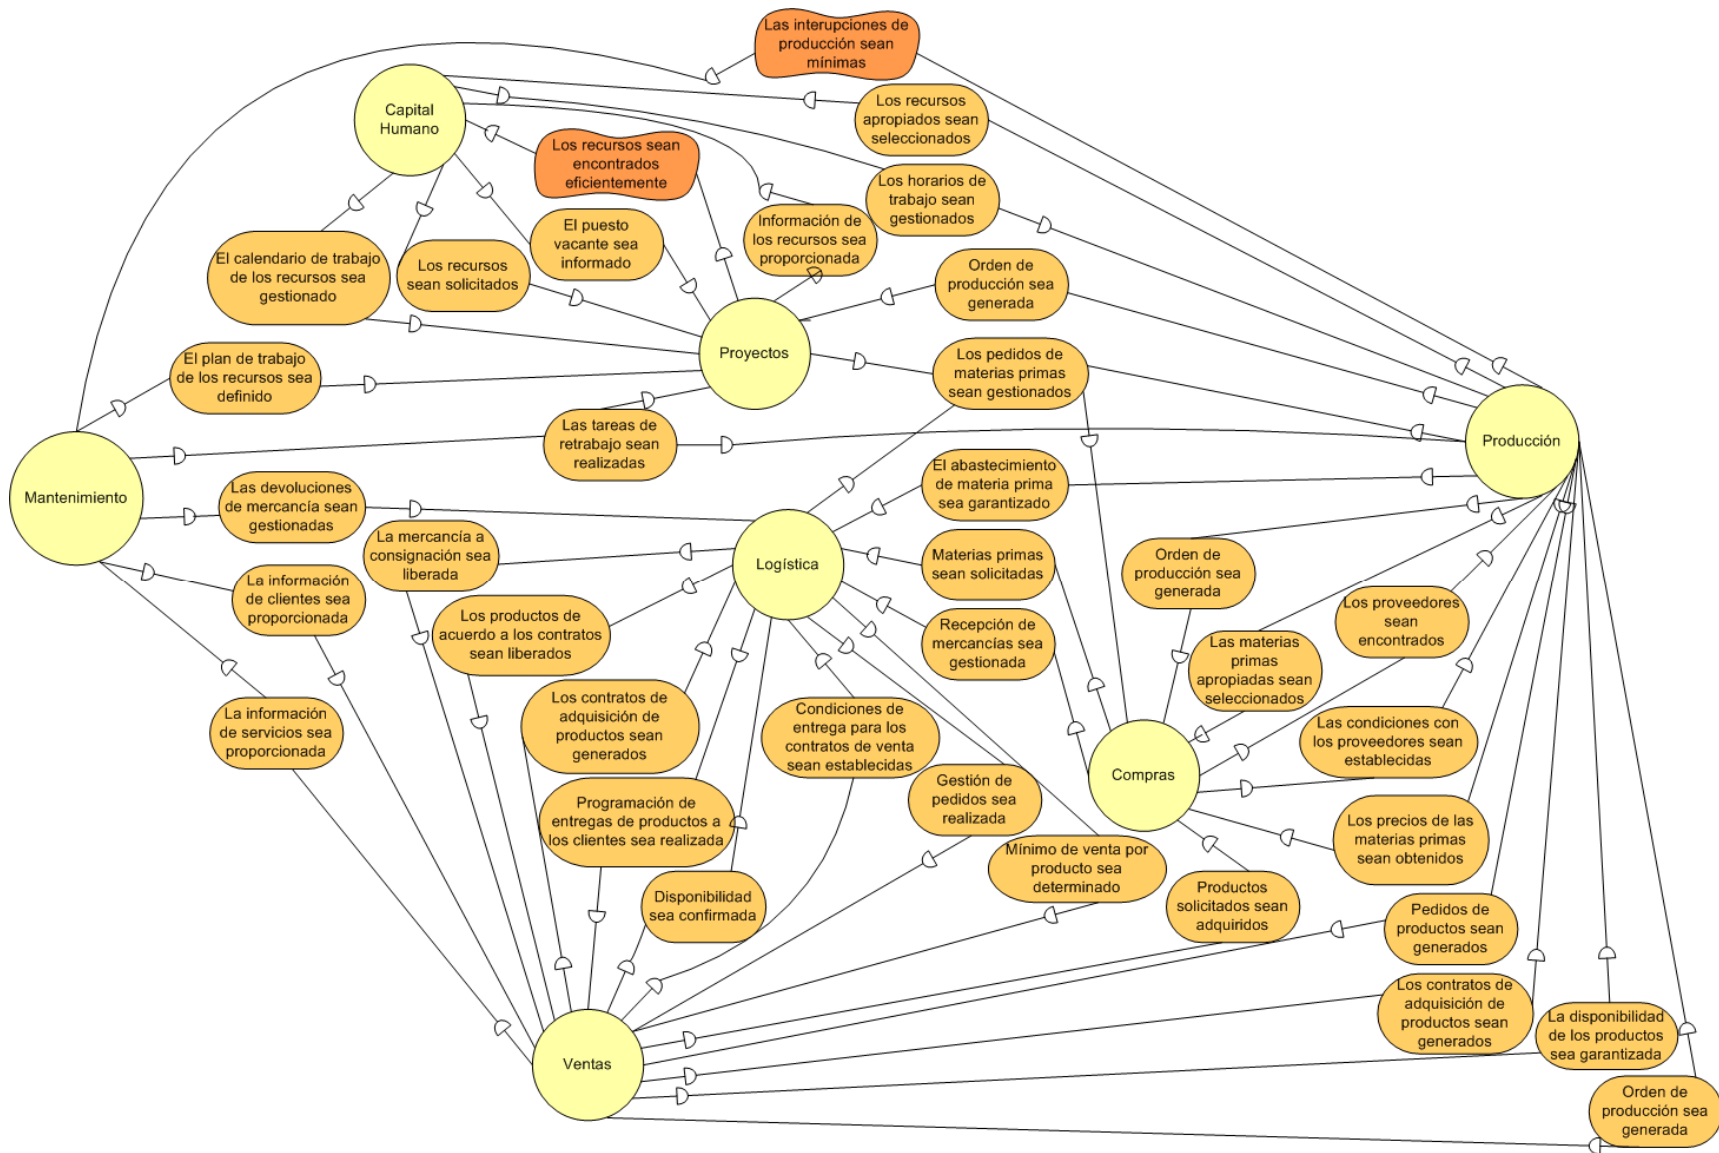 Las interupciones de
producción sean
mínimas
Capital
Humano
Los recursos
apropiados sean
seleccionados
Los recursos sean
encontrados
eficientemente
Los horarios de
trabajo sean
gestionados
El puesto
vacante sea
informado
Información de
los recursos sea
proporcionada
El calendario de trabajo
de los recursos sea
gestionado
Los recursos
sean solicitados
Orden de
producción sea
generada
Proyectos
El plan de trabajo
de los recursos sea
definido
Los pedidos de
materias primas
sean gestionados
Las tareas de
retrabajo sean
realizadas
Producción
Mantenimiento
Las devoluciones
de mercancía sean
gestionadas
El abastecimiento
de materia prima
sea garantizado
La mercancía a
consignación sea
liberada
Logística
Materias primas
sean solicitadas
Orden de
producción sea
generada
La información
de clientes sea
proporcionada
Los productos de
acuerdo a los contratos
sean liberados
Recepción de
mercancías sea
gestionada
Los proveedores
sean
encontrados
Las materias
primas
apropiadas sean
seleccionados
La información
de servicios sea
proporcionada
Los contratos de
adquisición de
productos sean
generados
Condiciones de
entrega para los
contratos de venta
sean establecidas
Las condiciones con
los proveedores sean
establecidas
Compras
Gestión de
pedidos sea
realizada
Programación de
entregas de productos a
los clientes sea realizada
Los precios de las
materias primas
sean obtenidos
Mínimo de venta por
producto sea
determinado
Disponibilidad
sea confirmada
Productos
solicitados sean
adquiridos
Pedidos de
productos sean
generados
Los contratos de
adquisición de
productos sean
generados
La disponibilidad
de los productos
sea garantizada
Ventas
Orden de
producción sea
generada